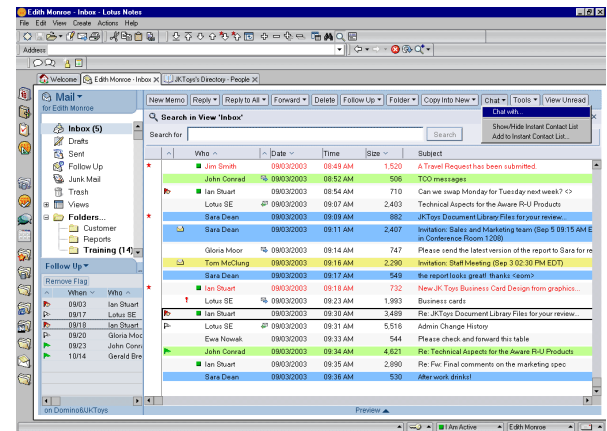 Edith Monroe - Inbox - Lotus Notes
File Edit View Create Actions Help
Address
Welcome Edith Monroe - Inbox JKToys's Directory - People
Mail
for Edith Monroe
New Memo Reply Reply to All Forward Delete Follow Up Folder Copy Into New Chat Tools View Unread
Chat with...
Show/Hide Instant Contact List
Add to Instant Contact List...
Search in View 'Inbox'
Search for Search
Inbox (5)
Drafts
Sent
Follow Up
Junk Mail
Trash
Views
Folders...
Customer
Reports
Training (14)
Follow Up
Remove Flag
When Who
09/03 Ian Stuart
09/17 Lotus SE
09/18 Ian Stuart
09/20 Gloria Moo
09/23 John Conr
10/14 Gerald Bre
on Domino6/JKToys
Who Date Time Size Subject
Jim Smith 09/03/2003 08:49 AM 1,520 A Travel Request has been submitted.
John Conrad 09/03/2003 08:52 AM 506 TCO messages
Ian Stuart 09/03/2003 08:54 AM 710 Can we swap Monday for Tuesday next week? <>
Lotus SE 09/03/2003 09:07 AM 2,403 Technical Aspects for the Aware R-U Products
Sara Dean 09/03/2003 09:09 AM 882 JKToys Document Library Files for your review...
Sara Dean 09/03/2003 09:11 AM 2,407 Invitation: Sales and Marketing team (Sep 5 09:15 AM E
in Conference Room 1208)
Gloria Moor 09/03/2003 09:14 AM 747 Please send the latest version of the report to Sara for re
Tom McClung 09/03/2003 09:16 AM 2,290 Invitation: Staff Meeting (Sep 3 02:30 PM EDT)
Sara Dean 09/03/2003 09:17 AM 549 the report looks great! thanks <eom>
Ian Stuart 09/03/2003 09:18 AM 732 New JK Toys Business Card Design from graphics...
Lotus SE 09/03/2003 09:23 AM 1,993 Business cards
Ian Stuart 09/03/2003 09:30 AM 3,489 Re: JKToys Document Library Files for your review...
Lotus SE 09/03/2003 09:31 AM 5,516 Admin Change History
Ewa Nowak 09/03/2003 09:33 AM 544 Please check and forward this table
John Conrad 09/03/2003 09:34 AM 4,621 Re: Technical Aspects for the Aware R-U Products
Ian Stuart 09/03/2003 09:35 AM 2,890 Re: Fw: Final comments on the marketing spec
Sara Dean 09/03/2003 09:36 AM 530 After work drinks!
Preview
I Am Active Edith Monroe